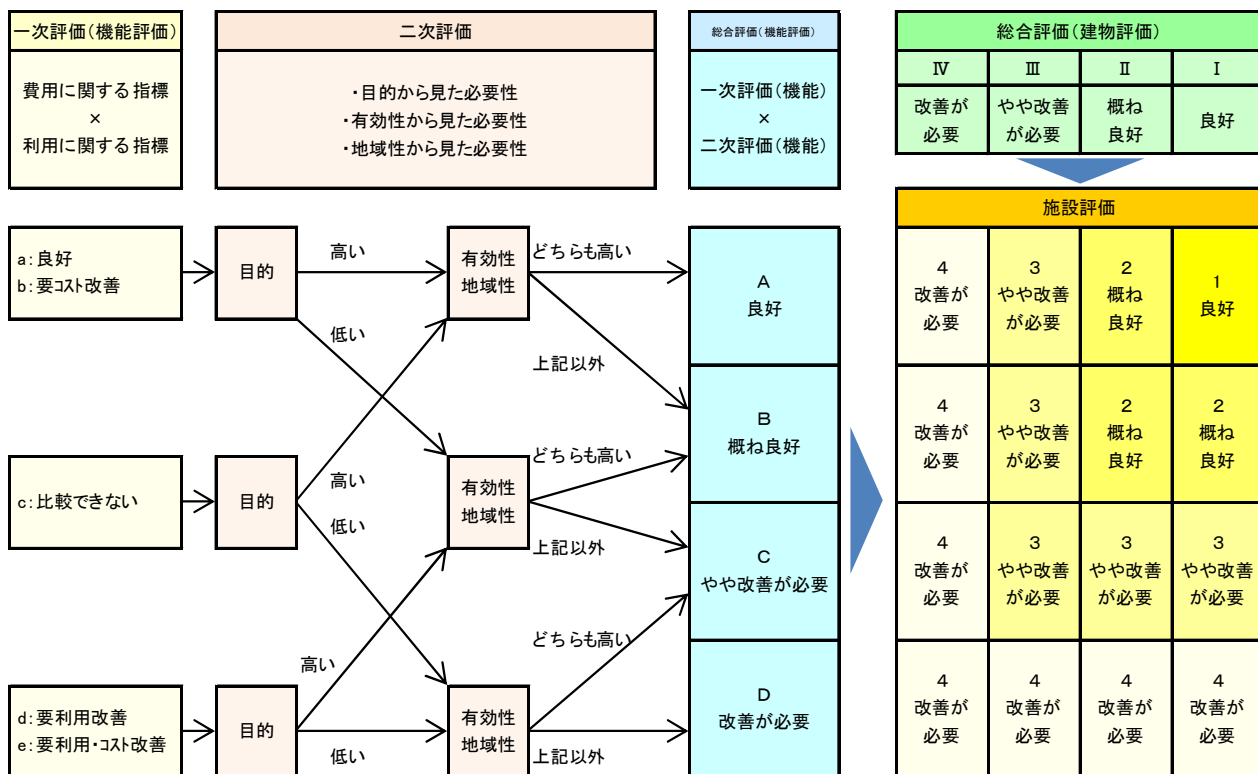 一次評価(機能評価)
費用に関する指標
×
利用に関する指標
二次評価
・目的から見た必要性
・有効性から見た必要性
・地域性から見た必要性
総合評価(機能評価)
一次評価(機能)
×
二次評価(機能)
総合評価(建物評価)
Ⅳ Ⅲ Ⅱ Ⅰ
改善が
必要
やや改善
が必要
概ね
良好
良好
a:良好
b:要コスト改善
目的
高い
低い
有効性
地域性
どちらも高い
上記以外
A
良好
c:比較できない
目的
高い
低い
有効性
地域性
どちらも高い
上記以外
B
概ね良好
C
やや改善が必要
d:要利用改善
e:要利用・コスト改善
目的
高い
低い
有効性
地域性
どちらも高い
上記以外
D
改善が必要
施設評価
4
改善が
必要
3
やや改善
が必要
2
概ね
良好
1
良好
4
改善が
必要
3
やや改善
が必要
2
概ね
良好
2
概ね
良好
4
改善が
必要
3
やや改善
が必要
3
やや改善
が必要
3
やや改善
が必要
4
改善が
必要
4
改善が
必要
4
改善が
必要
4
改善が
必要